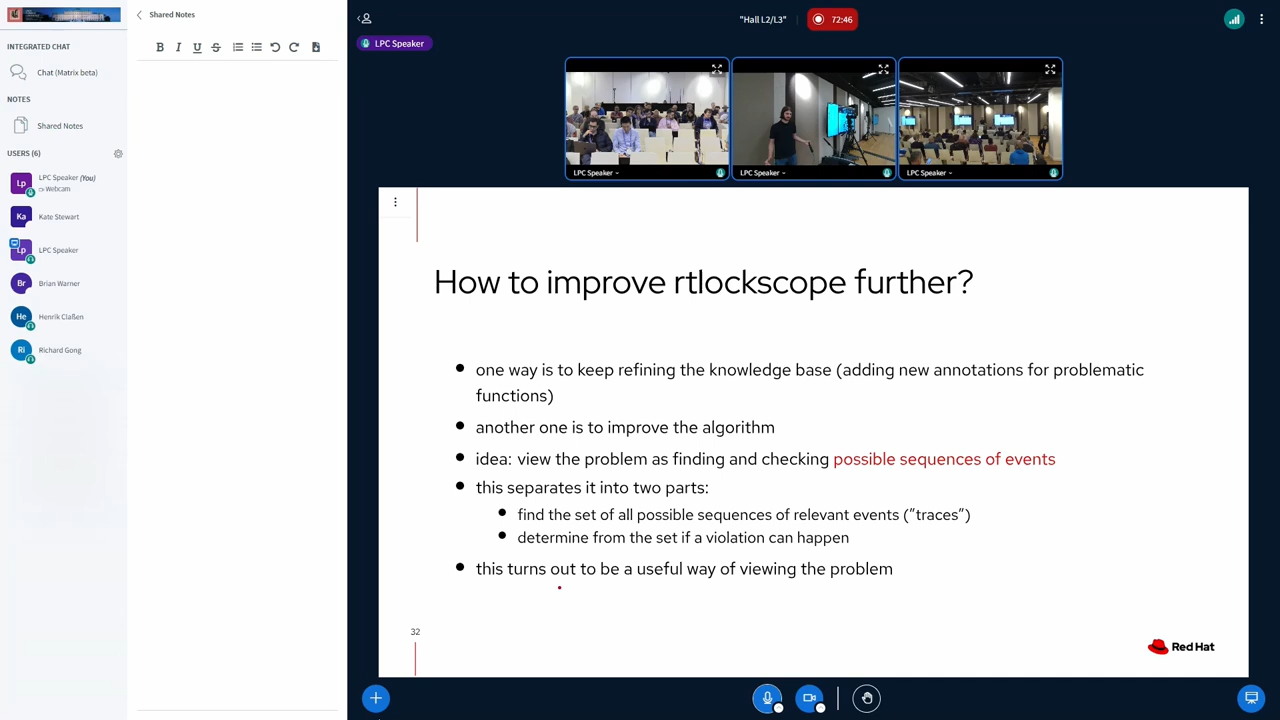 INTEGRATED CHAT
Chat (Matrix beta)
NOTES
Shared Notes
USERS (6)
Lp
LPC Speaker (You)
Webcam
Ka
Kate Stewart
Lp
LPC Speaker
Br
Brian Warner
He
Henrik Claßen
Ri
Richard Gong
Shared Notes
B I U S
"Hall L2/L3"
72:46
LPC Speaker
LPC Speaker
LPC Speaker
LPC Speaker
How to improve rtlockscope further?
one way is to keep refining the knowledge base (adding new annotations for problematic
functions)
another one is to improve the algorithm
idea: view the problem as finding and checking possible sequences of events
this separates it into two parts:
find the set of all possible sequences of relevant events ("traces")
determine from the set if a violation can happen
this turns out to be a useful way of viewing the problem
32
Red Hat